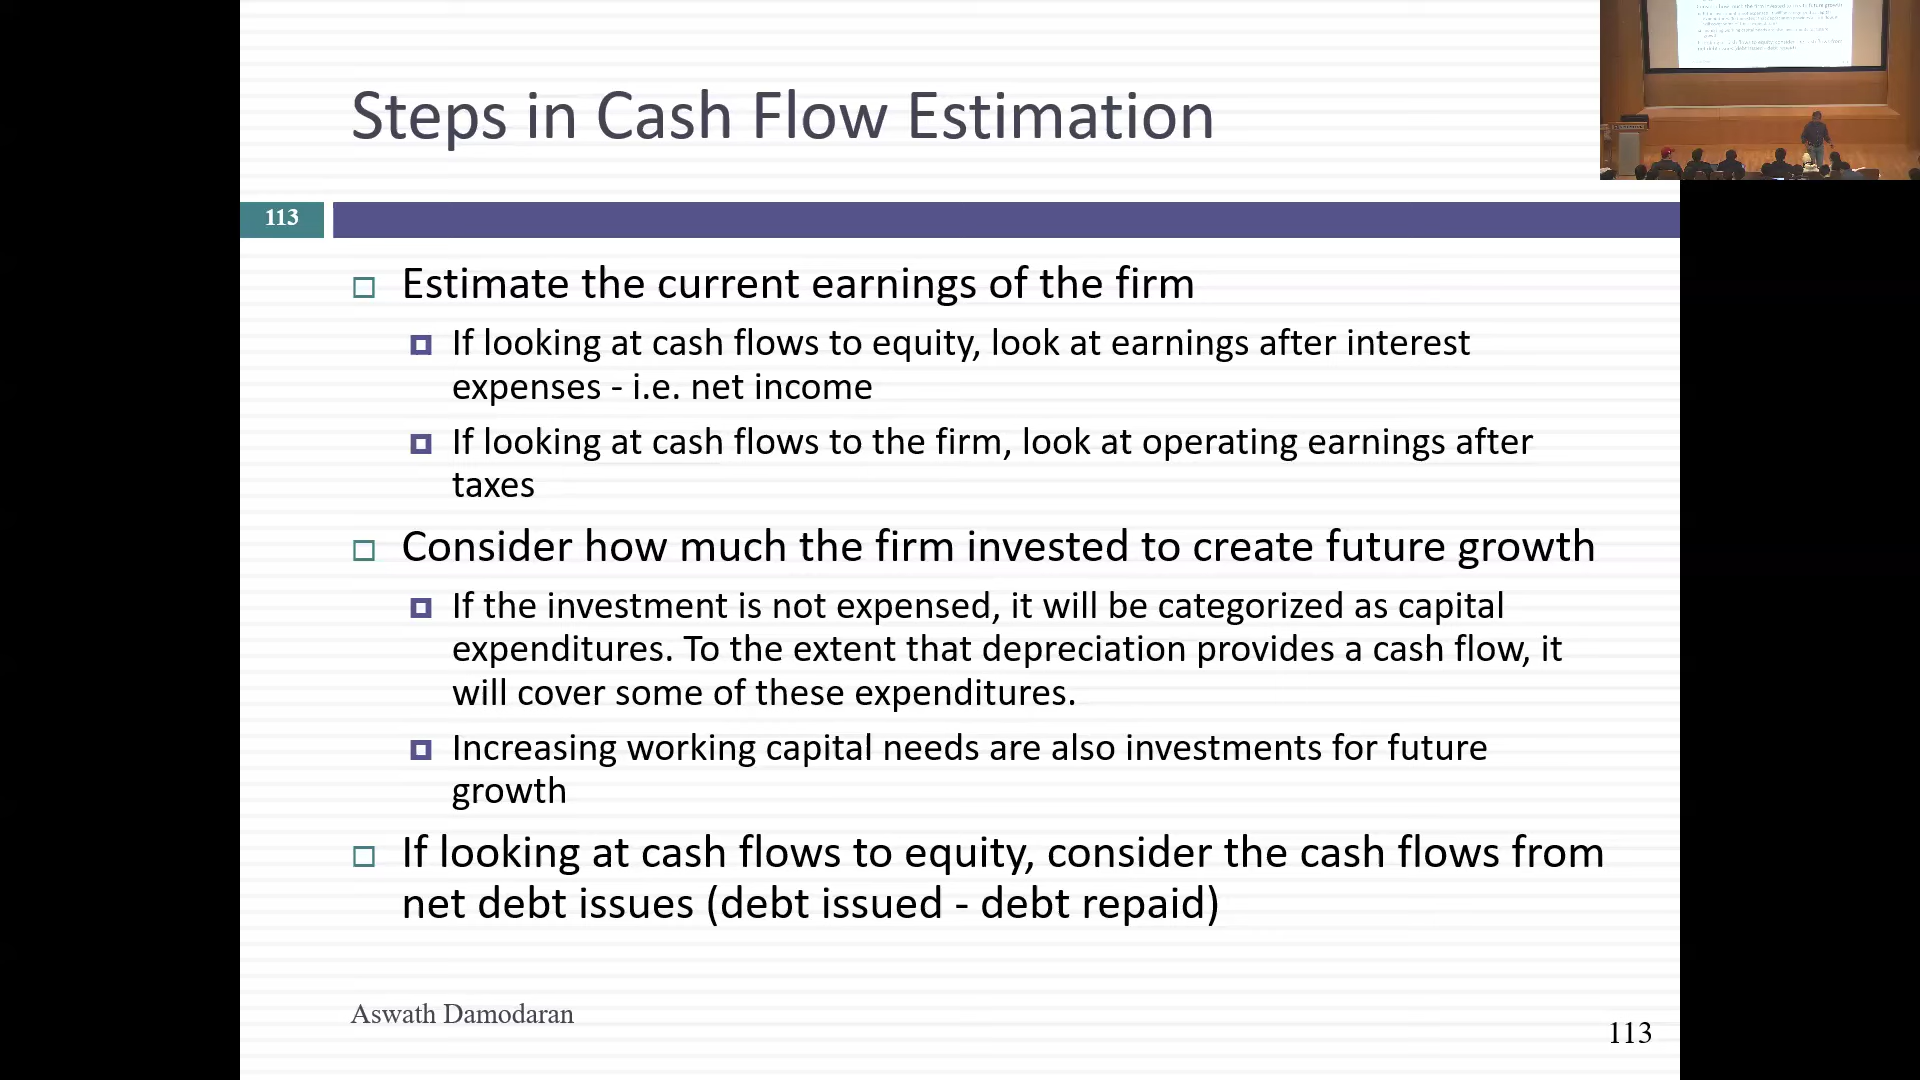 Steps in Cash Flow Estimation
113
Estimate the current earnings of the firm
If looking at cash flows to equity, look at earnings after interest
expenses - i.e. net income
If looking at cash flows to the firm, look at operating earnings after
taxes
Consider how much the firm invested to create future growth
If the investment is not expensed, it will be categorized as capital
expenditures. To the extent that depreciation provides a cash flow, it
will cover some of these expenditures.
Increasing working capital needs are also investments for future
growth
If looking at cash flows to equity, consider the cash flows from
net debt issues (debt issued - debt repaid)
Aswath Damodaran
113